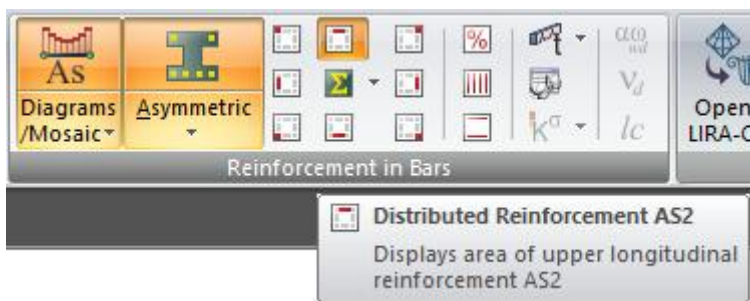 As
Diagrams
/Mosaic
Asymmetric
Σ
%
Kσ
αω
Vd
lc
Open
LIRA-C
Reinforcement in Bars
Distributed Reinforcement AS2
Displays area of upper longitudinal
reinforcement AS2